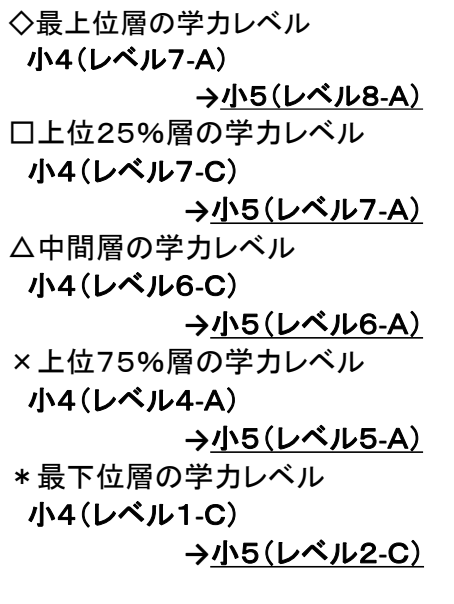 ◇最上位層の学力レベル
小4（レベル7-A）
→小5（レベル8-A）
□上位25%層の学力レベル
小4（レベル7-C）
→小5（レベル7-A）
△中間層の学力レベル
小4（レベル6-C）
→小5（レベル6-A）
×上位75%層の学力レベル
小4（レベル4-A）
→小5（レベル5-A）
＊最下位層の学力レベル
小4（レベル1-C）
→小5（レベル2-C）